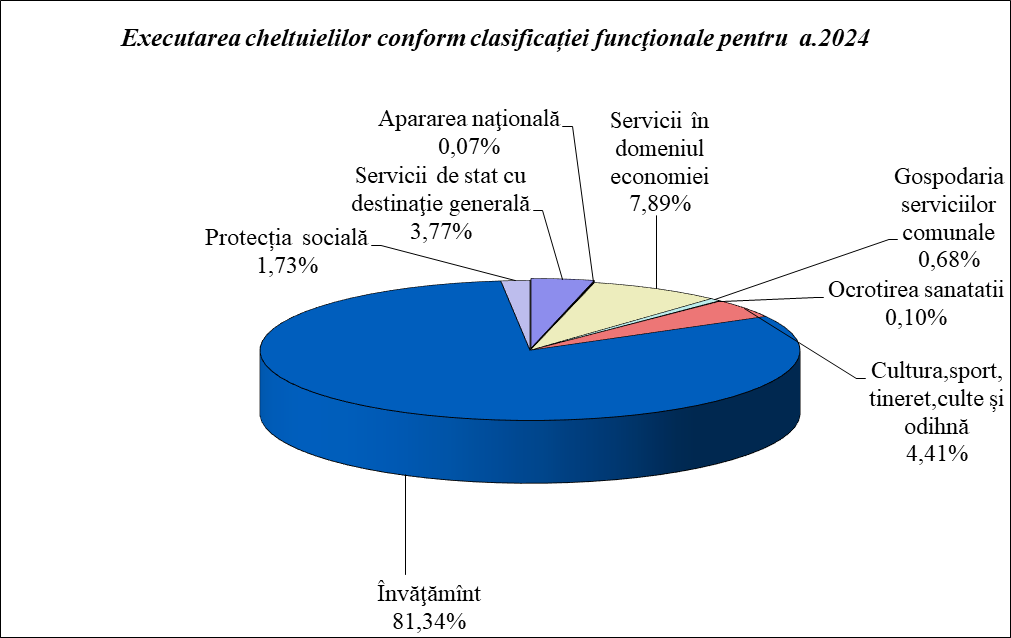 Executarea cheltuielilor conform clasificației funcţionale pentru a.2024
Apararea naţională
0,07%
Servicii de stat cu
destinaţie generală
3,77%
Protecția socială
1,73%
Servicii în
domeniul
economiei
7,89%
Gospodaria
serviciilor
comunale
0,68%
Ocrotirea sanatatii
0,10%
Cultura,sport,
tineret,culte și
odihnă
4,41%
Învăţămînt
81,34%